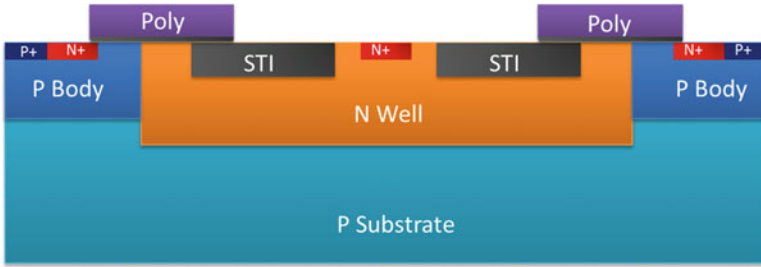 Poly
Poly
P+
N+
N+
N+
P+
STI
STI
P Body
P Body
N Well
P Substrate